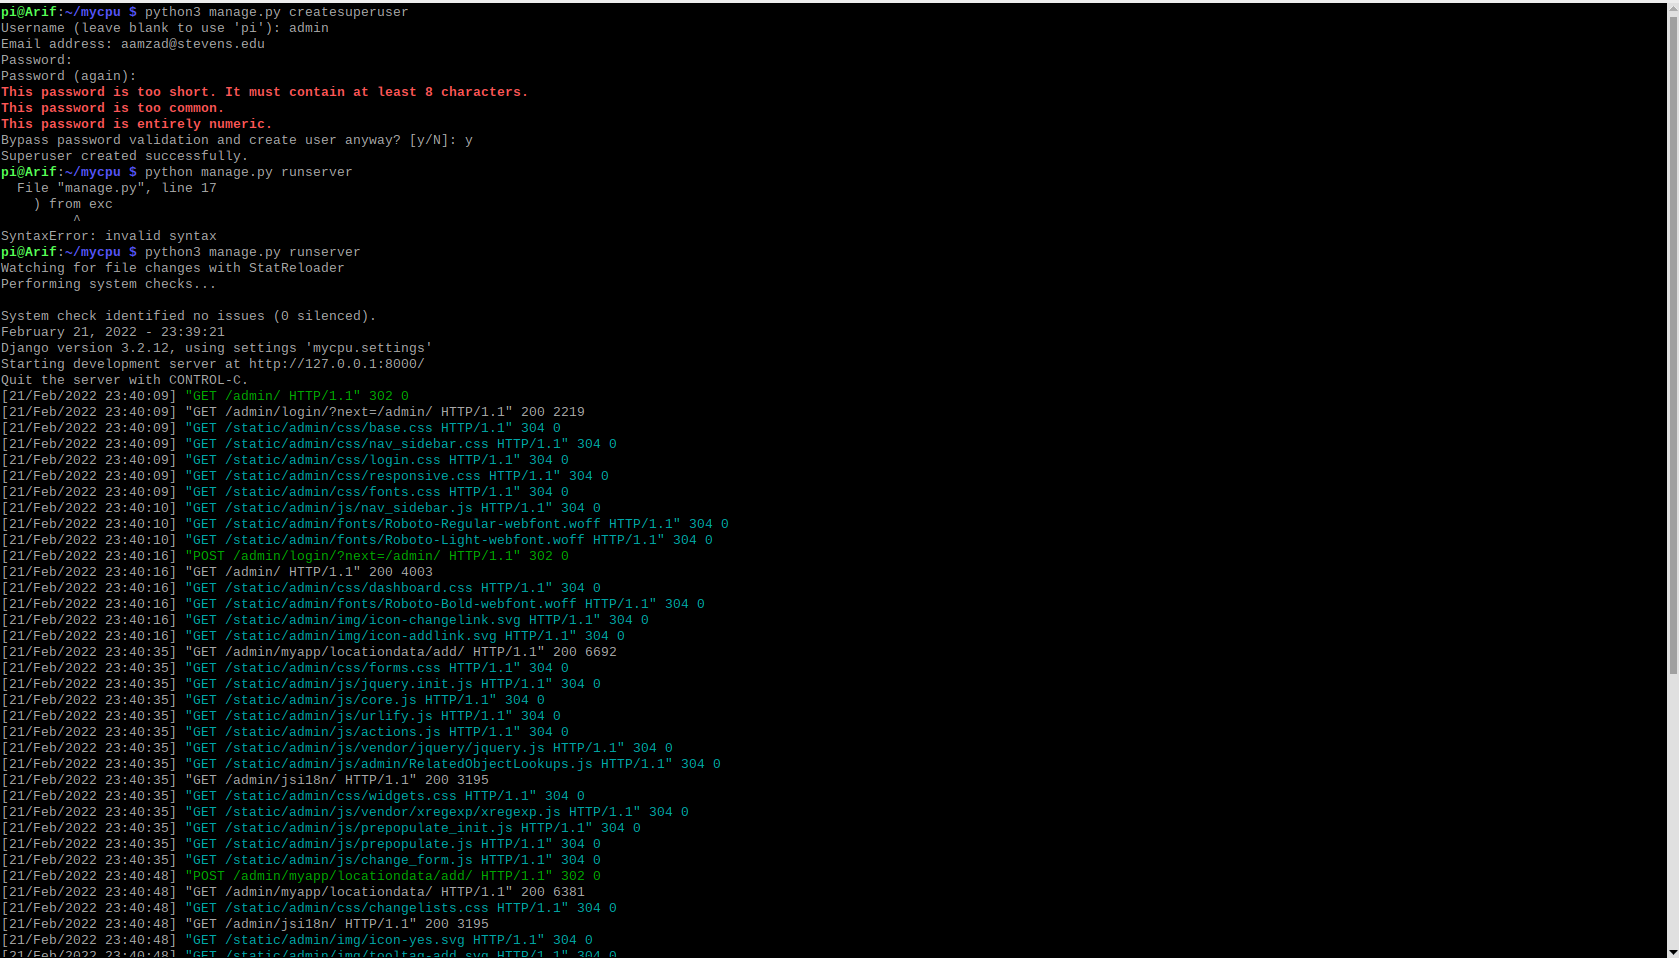 pi@Arif:~/mycpu $ python3 manage.py createsuperuser
Username (leave blank to use 'pi'): admin
Email address: aamzad@stevens.edu
Password:
Password (again):
This password is too short. It must contain at least 8 characters.
This password is too common.
This password is entirely numeric.
Bypass password validation and create user anyway? [y/N]: y
Superuser created successfully.
pi@Arif:~/mycpu $ python manage.py runserver
  File "manage.py", line 17
    ) from exc
         ^
SyntaxError: invalid syntax
pi@Arif:~/mycpu $ python3 manage.py runserver
Watching for file changes with StatReloader
Performing system checks...

System check identified no issues (0 silenced).
February 21, 2022 - 23:39:21
Django version 3.2.12, using settings 'mycpu.settings'
Starting development server at http://127.0.0.1:8000/
Quit the server with CONTROL-C.
[21/Feb/2022 23:40:09] "GET /admin/ HTTP/1.1" 302 0
[21/Feb/2022 23:40:09] "GET /admin/login/?next=/admin/ HTTP/1.1" 200 2219
[21/Feb/2022 23:40:09] "GET /static/admin/css/base.css HTTP/1.1" 304 0
[21/Feb/2022 23:40:09] "GET /static/admin/css/nav_sidebar.css HTTP/1.1" 304 0
[21/Feb/2022 23:40:09] "GET /static/admin/css/login.css HTTP/1.1" 304 0
[21/Feb/2022 23:40:09] "GET /static/admin/css/responsive.css HTTP/1.1" 304 0
[21/Feb/2022 23:40:09] "GET /static/admin/css/fonts.css HTTP/1.1" 304 0
[21/Feb/2022 23:40:10] "GET /static/admin/js/nav_sidebar.js HTTP/1.1" 304 0
[21/Feb/2022 23:40:10] "GET /static/admin/fonts/Roboto-Regular-webfont.woff HTTP/1.1" 304 0
[21/Feb/2022 23:40:10] "GET /static/admin/fonts/Roboto-Light-webfont.woff HTTP/1.1" 304 0
[21/Feb/2022 23:40:16] "POST /admin/login/?next=/admin/ HTTP/1.1" 302 0
[21/Feb/2022 23:40:16] "GET /admin/ HTTP/1.1" 200 4003
[21/Feb/2022 23:40:16] "GET /static/admin/css/dashboard.css HTTP/1.1" 304 0
[21/Feb/2022 23:40:16] "GET /static/admin/fonts/Roboto-Bold-webfont.woff HTTP/1.1" 304 0
[21/Feb/2022 23:40:16] "GET /static/admin/img/icon-changelink.svg HTTP/1.1" 304 0
[21/Feb/2022 23:40:16] "GET /static/admin/img/icon-addlink.svg HTTP/1.1" 304 0
[21/Feb/2022 23:40:35] "GET /admin/myapp/locationdata/add/ HTTP/1.1" 200 6692
[21/Feb/2022 23:40:35] "GET /static/admin/css/forms.css HTTP/1.1" 304 0
[21/Feb/2022 23:40:35] "GET /static/admin/js/jquery.init.js HTTP/1.1" 304 0
[21/Feb/2022 23:40:35] "GET /static/admin/js/core.js HTTP/1.1" 304 0
[21/Feb/2022 23:40:35] "GET /static/admin/js/urlify.js HTTP/1.1" 304 0
[21/Feb/2022 23:40:35] "GET /static/admin/js/actions.js HTTP/1.1" 304 0
[21/Feb/2022 23:40:35] "GET /static/admin/js/vendor/jquery/jquery.js HTTP/1.1" 304 0
[21/Feb/2022 23:40:35] "GET /static/admin/js/admin/RelatedObjectLookups.js HTTP/1.1" 304 0
[21/Feb/2022 23:40:35] "GET /admin/jsi18n/ HTTP/1.1" 200 3195
[21/Feb/2022 23:40:35] "GET /static/admin/css/widgets.css HTTP/1.1" 304 0
[21/Feb/2022 23:40:35] "GET /static/admin/js/vendor/xregexp/xregexp.js HTTP/1.1" 304 0
[21/Feb/2022 23:40:35] "GET /static/admin/js/prepopulate_init.js HTTP/1.1" 304 0
[21/Feb/2022 23:40:35] "GET /static/admin/js/prepopulate.js HTTP/1.1" 304 0
[21/Feb/2022 23:40:35] "GET /static/admin/js/change_form.js HTTP/1.1" 304 0
[21/Feb/2022 23:40:48] "POST /admin/myapp/locationdata/add/ HTTP/1.1" 302 0
[21/Feb/2022 23:40:48] "GET /admin/myapp/locationdata/ HTTP/1.1" 200 6381
[21/Feb/2022 23:40:48] "GET /static/admin/css/changelists.css HTTP/1.1" 304 0
[21/Feb/2022 23:40:48] "GET /admin/jsi18n/ HTTP/1.1" 200 3195
[21/Feb/2022 23:40:48] "GET /static/admin/img/icon-yes.svg HTTP/1.1" 304 0
[21/Feb/2022 23:40:48] "GET /static/admin/img/tooltag-add.svg HTTP/1.1" 304 0